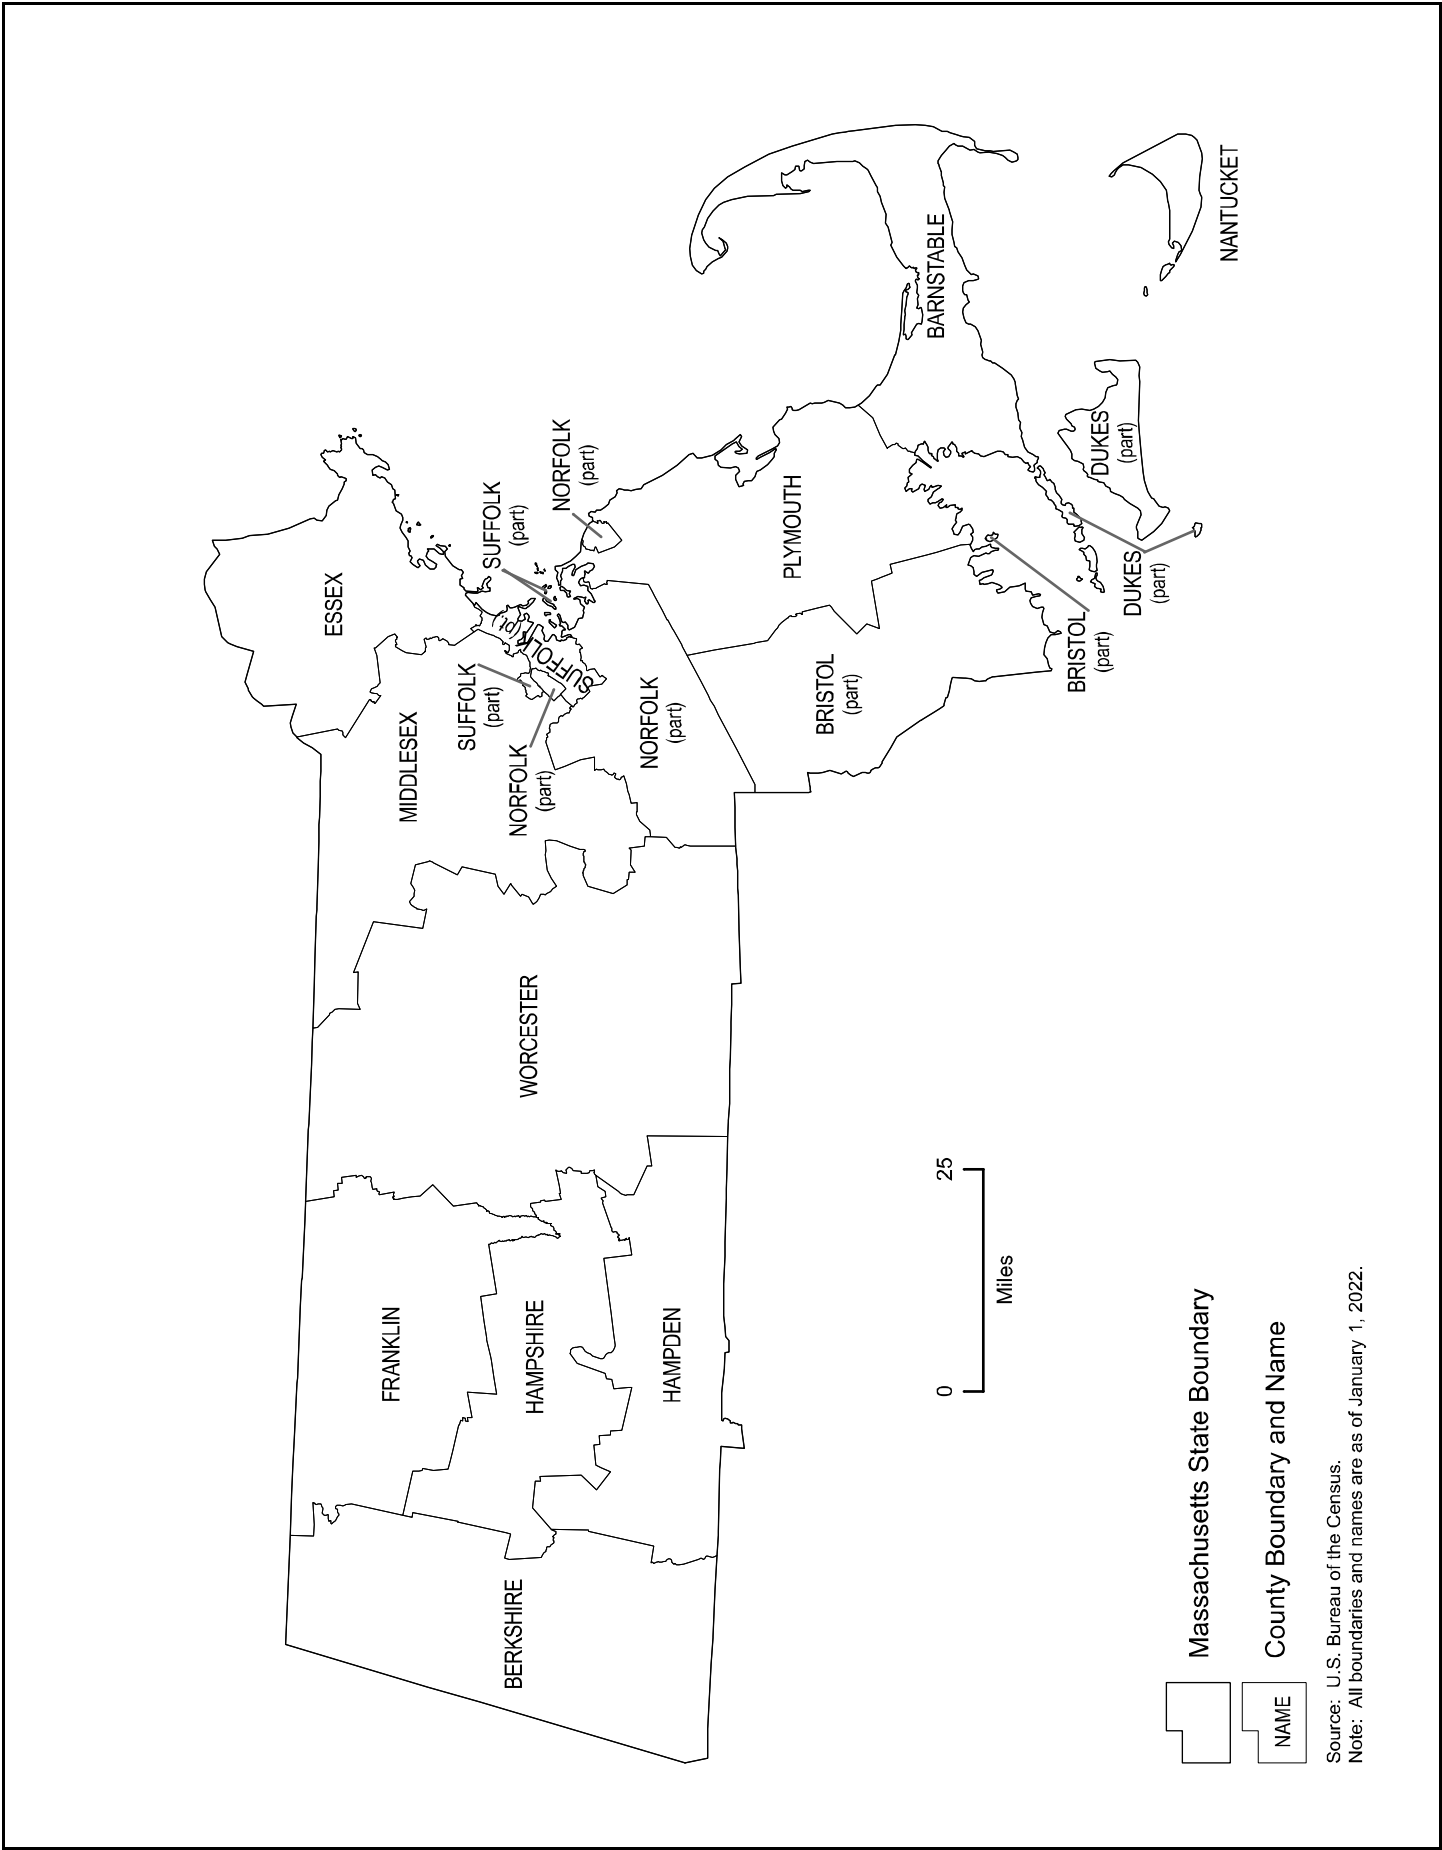 ESSEX
MIDDLESEX
FRANKLIN
SUFFOLK
(part)
SUFFOLK
(part)
SUFFOLK (pt)
NORFOLK
(part)
NORFOLK
(part)
NORFOLK
(part)
BERKSHIRE
HAMPSHIRE
WORCESTER
HAMPDEN
PLYMOUTH
BRISTOL
(part)
BARNSTABLE
BRISTOL
(part)
DUKES
(part)
DUKES
(part)
NANTUCKET
0
25
Miles
Massachusetts State Boundary
NAME
County Boundary and Name
Source: U.S. Bureau of the Census.
Note: All boundaries and names are as of January 1, 2022.